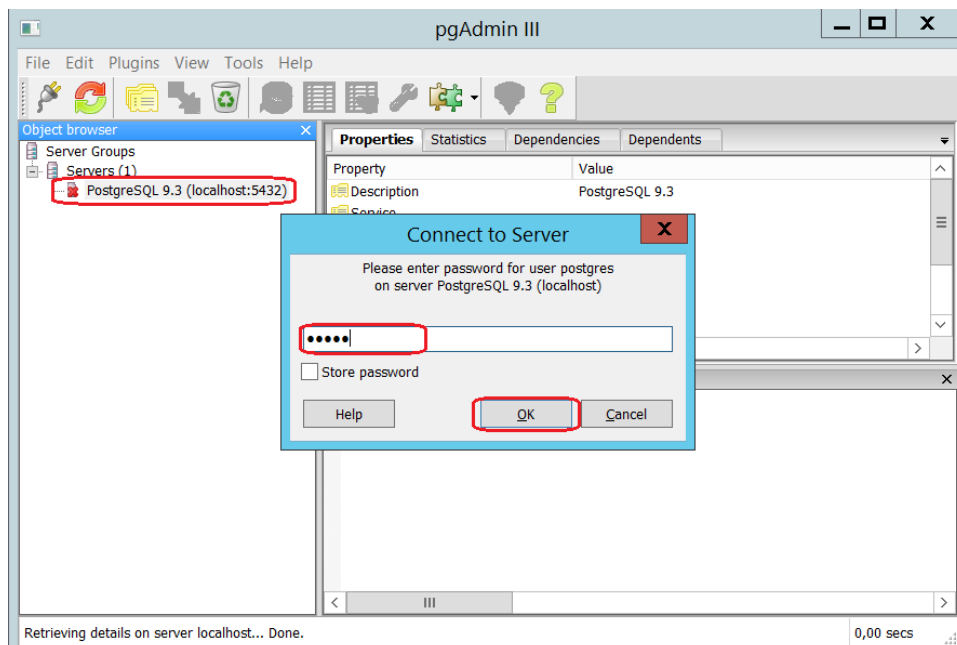 pgAdmin III
File Edit Plugins View Tools Help
Object browser
Server Groups
Servers (1)
PostgreSQL 9.3 (localhost:5432)
Properties Statistics Dependencies Dependents
Property Value
Description PostgreSQL 9.3
Service
Connect to Server
Please enter password for user postgres
on server PostgreSQL 9.3 (localhost)
•••••
Store password
Help OK Cancel
Retrieving details on server localhost... Done. 0,00 secs